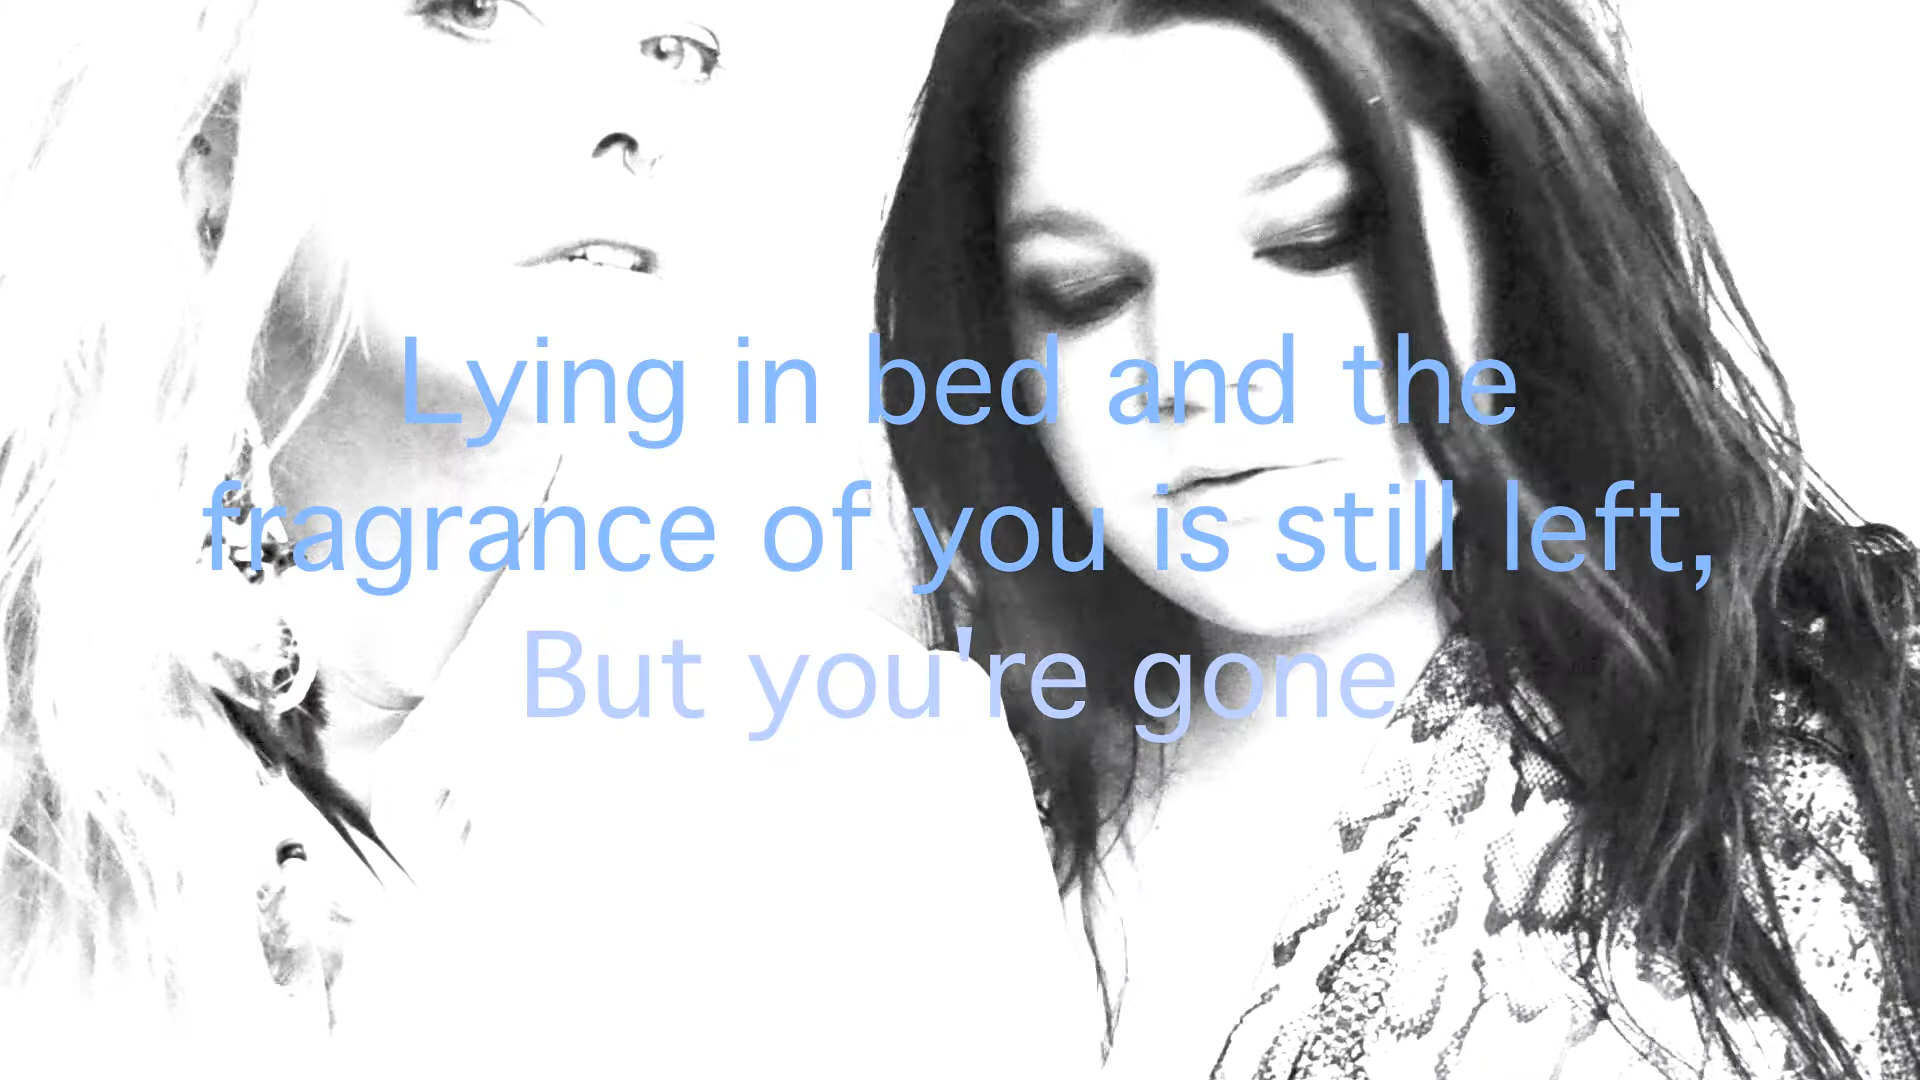 Lying in bed and the
fragrance of you is still left,
But you're gone